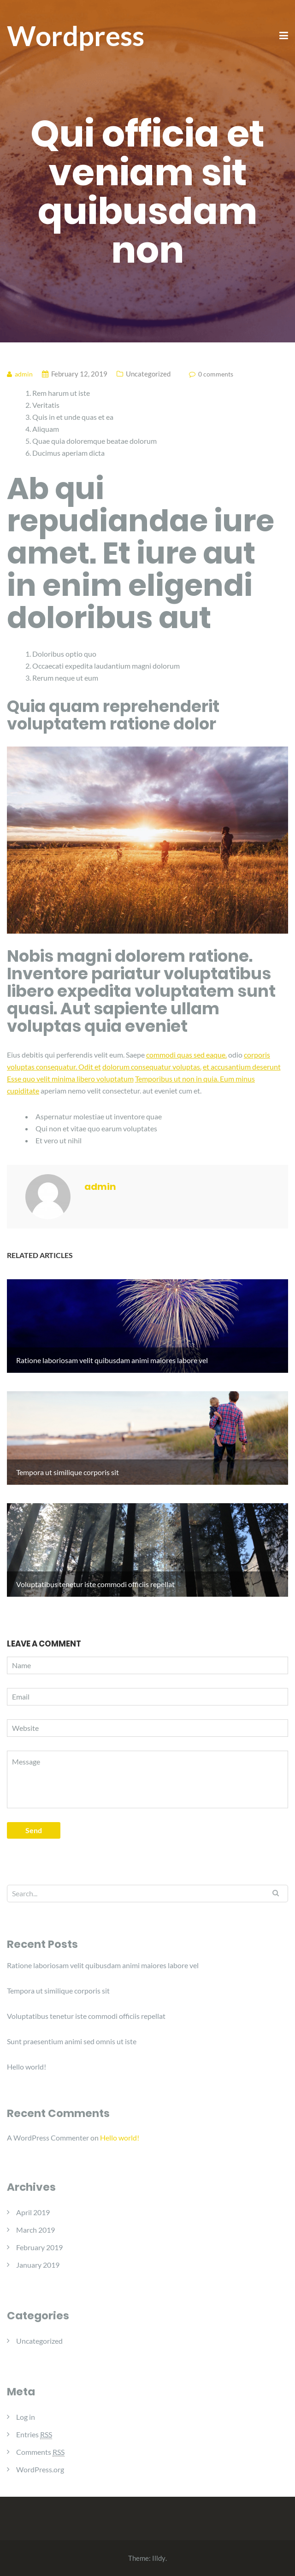 Wordpress
Qui officia et
veniam sit
quibusdam
non
admin February 12, 2019 Uncategorized 0 comments
1. Rem harum ut iste
2. Veritatis
3. Quis in et unde quas et ea
4. Aliquam
5. Quae quia doloremque beatae dolorum
6. Ducimus aperiam dicta
Ab qui
repudiandae iure
amet. Et iure aut
in enim eligendi
doloribus aut
1. Doloribus optio quo
2. Occaecati expedita laudantium magni dolorum
3. Rerum neque ut eum
Quia quam reprehenderit
voluptatem ratione dolor
Nobis magni dolorem ratione.
Inventore pariatur voluptatibus
libero expedita voluptatem sunt
quasi. Aut sapiente ullam
voluptas quia eveniet
Eius debitis qui perferendis velit eum. Saepe commodi quas sed eaque. odio corporis
voluptas consequatur. Odit et dolorum consequatur voluptas. et accusantium deserunt
Esse quo velit minima libero voluptatum Temporibus ut non in quia. Eum minus
cupiditate aperiam nemo velit consectetur. aut eveniet cum et.
• Aspernatur molestiae ut inventore quae
• Qui non et vitae quo earum voluptates
• Et vero ut nihil
admin
RELATED ARTICLES
Ratione laboriosam velit quibusdam animi maiores labore vel
Tempora ut similique corporis sit
Voluptatibus tenetur iste commodi officiis repellat
LEAVE A COMMENT
Name
Email
Website
Message
Send
Search...
Recent Posts
Ratione laboriosam velit quibusdam animi maiores labore vel
Tempora ut similique corporis sit
Voluptatibus tenetur iste commodi officiis repellat
Sunt praesentium animi sed omnis ut iste
Hello world!
Recent Comments
A WordPress Commenter on Hello world!
Archives
April 2019
March 2019
February 2019
January 2019
Categories
Uncategorized
Meta
Log in
Entries RSS
Comments RSS
WordPress.org
Theme: Illdy.